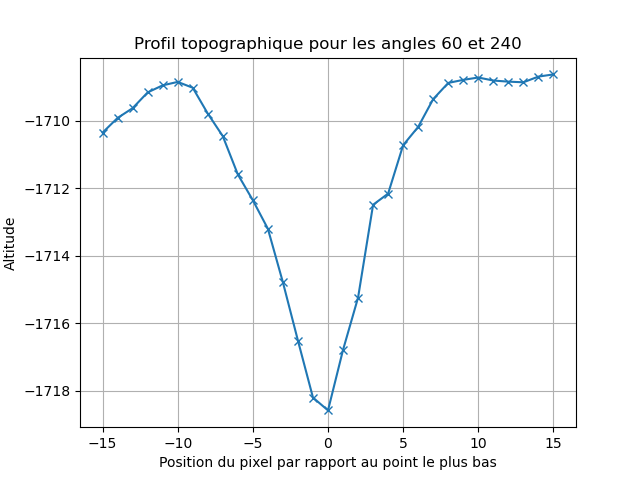 Profil topographique pour les angles 60 et 240
Altitude
−1710
−1712
−1714
−1716
−1718
−15 −10 −5 0 5 10 15
Position du pixel par rapport au point le plus bas